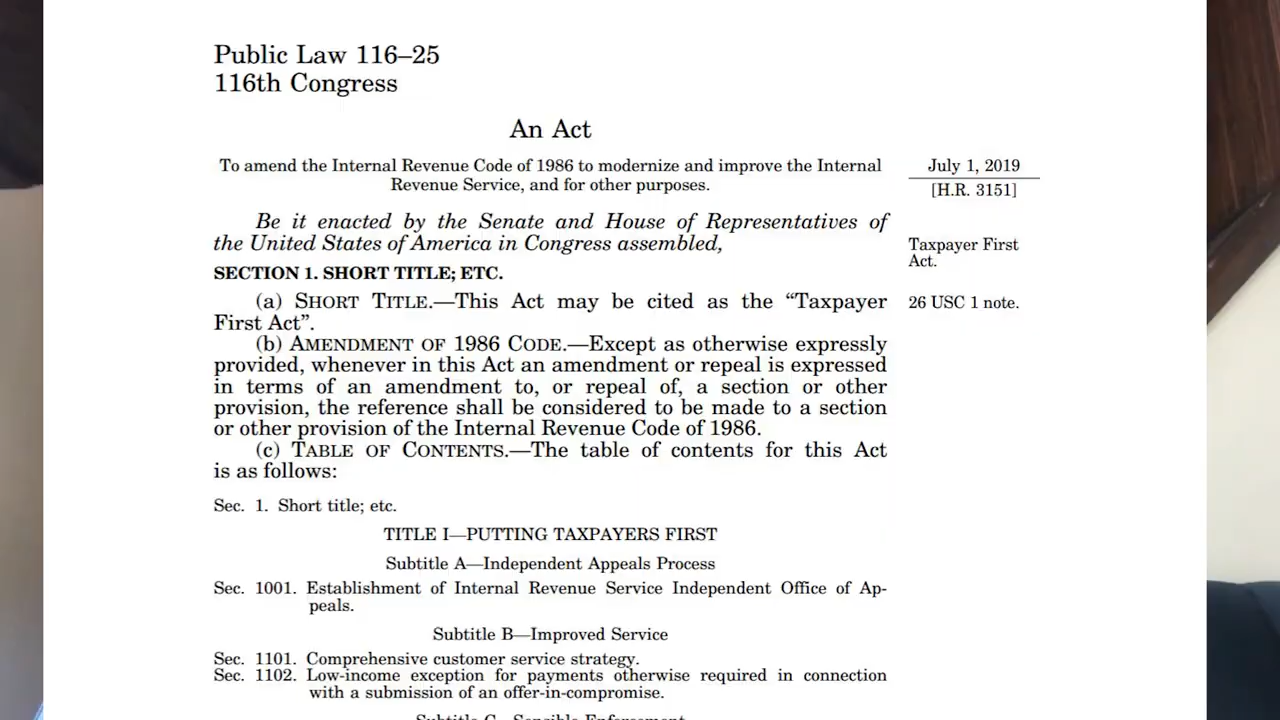 Public Law 116–25
116th Congress
An Act
To amend the Internal Revenue Code of 1986 to modernize and improve the Internal
Revenue Service, and for other purposes.
July 1, 2019
[H.R. 3151]
Be it enacted by the Senate and House of Representatives of
the United States of America in Congress assembled,
Taxpayer First
Act.
SECTION 1. SHORT TITLE; ETC.
(a) SHORT TITLE.—This Act may be cited as the “Taxpayer
First Act”.
26 USC 1 note.
(b) AMENDMENT OF 1986 CODE.—Except as otherwise expressly
provided, whenever in this Act an amendment or repeal is expressed
in terms of an amendment to, or repeal of, a section or other
provision, the reference shall be considered to be made to a section
or other provision of the Internal Revenue Code of 1986.
(c) TABLE OF CONTENTS.—The table of contents for this Act
is as follows:
Sec. 1. Short title; etc.
TITLE I—PUTTING TAXPAYERS FIRST
Subtitle A—Independent Appeals Process
Sec. 1001. Establishment of Internal Revenue Service Independent Office of Ap-
peals.
Subtitle B—Improved Service
Sec. 1101. Comprehensive customer service strategy.
Sec. 1102. Low-income exception for payments otherwise required in connection
with a submission of an offer-in-compromise.
Subtitle C—Sensible Enforcement